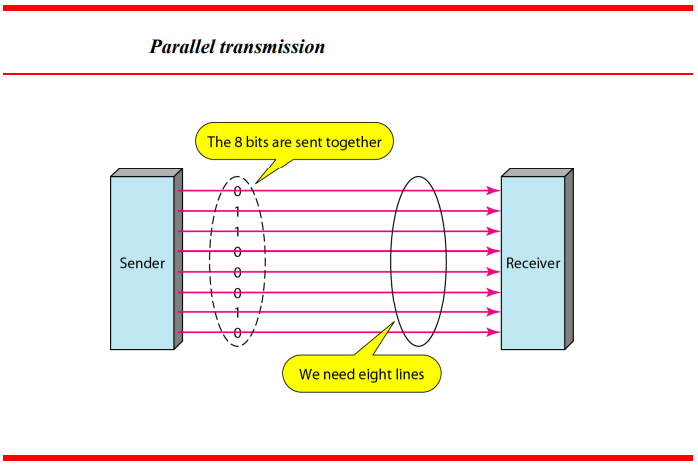 Parallel transmission
The 8 bits are sent together
0
1
1
0
0
0
1
0
Sender
Receiver
We need eight lines